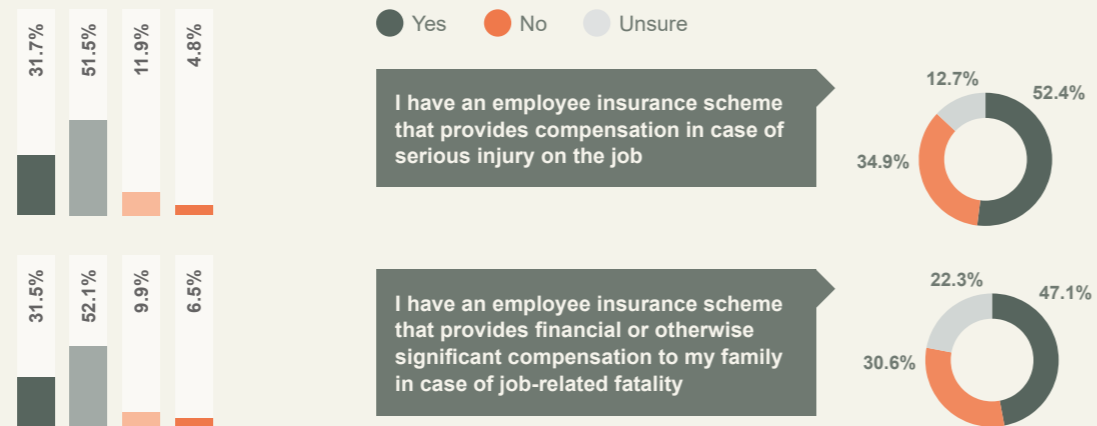 31.7%
51.5%
11.9%
4.8%
31.5%
52.1%
9.9%
6.5%
Yes
No
Unsure
I have an employee insurance scheme
that provides compensation in case of
serious injury on the job
12.7%
52.4%
34.9%
I have an employee insurance scheme
that provides financial or otherwise
significant compensation to my family
in case of job-related fatality
22.3%
47.1%
30.6%